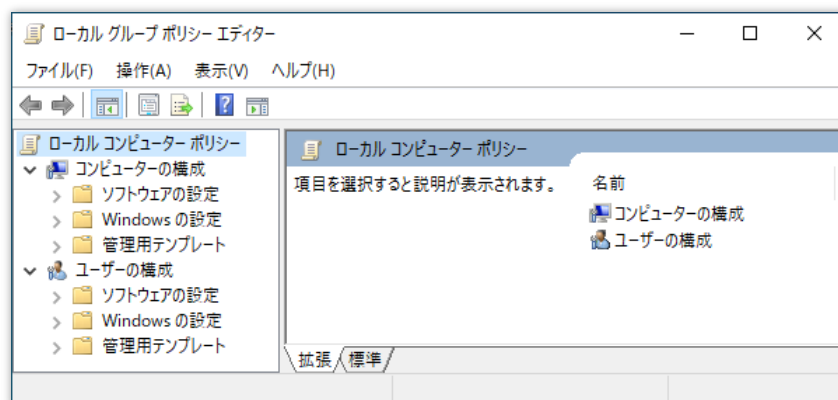 ローカル グループ ポリシー エディター
ファイル(F) 操作(A) 表示(V) ヘルプ(H)
ローカル コンピューター ポリシー
コンピューターの構成
ソフトウェアの設定
Windows の設定
管理用テンプレート
ユーザーの構成
ソフトウェアの設定
Windows の設定
管理用テンプレート
ローカル コンピューター ポリシー
項目を選択すると説明が表示されます。
名前
コンピューターの構成
ユーザーの構成
拡張 標準